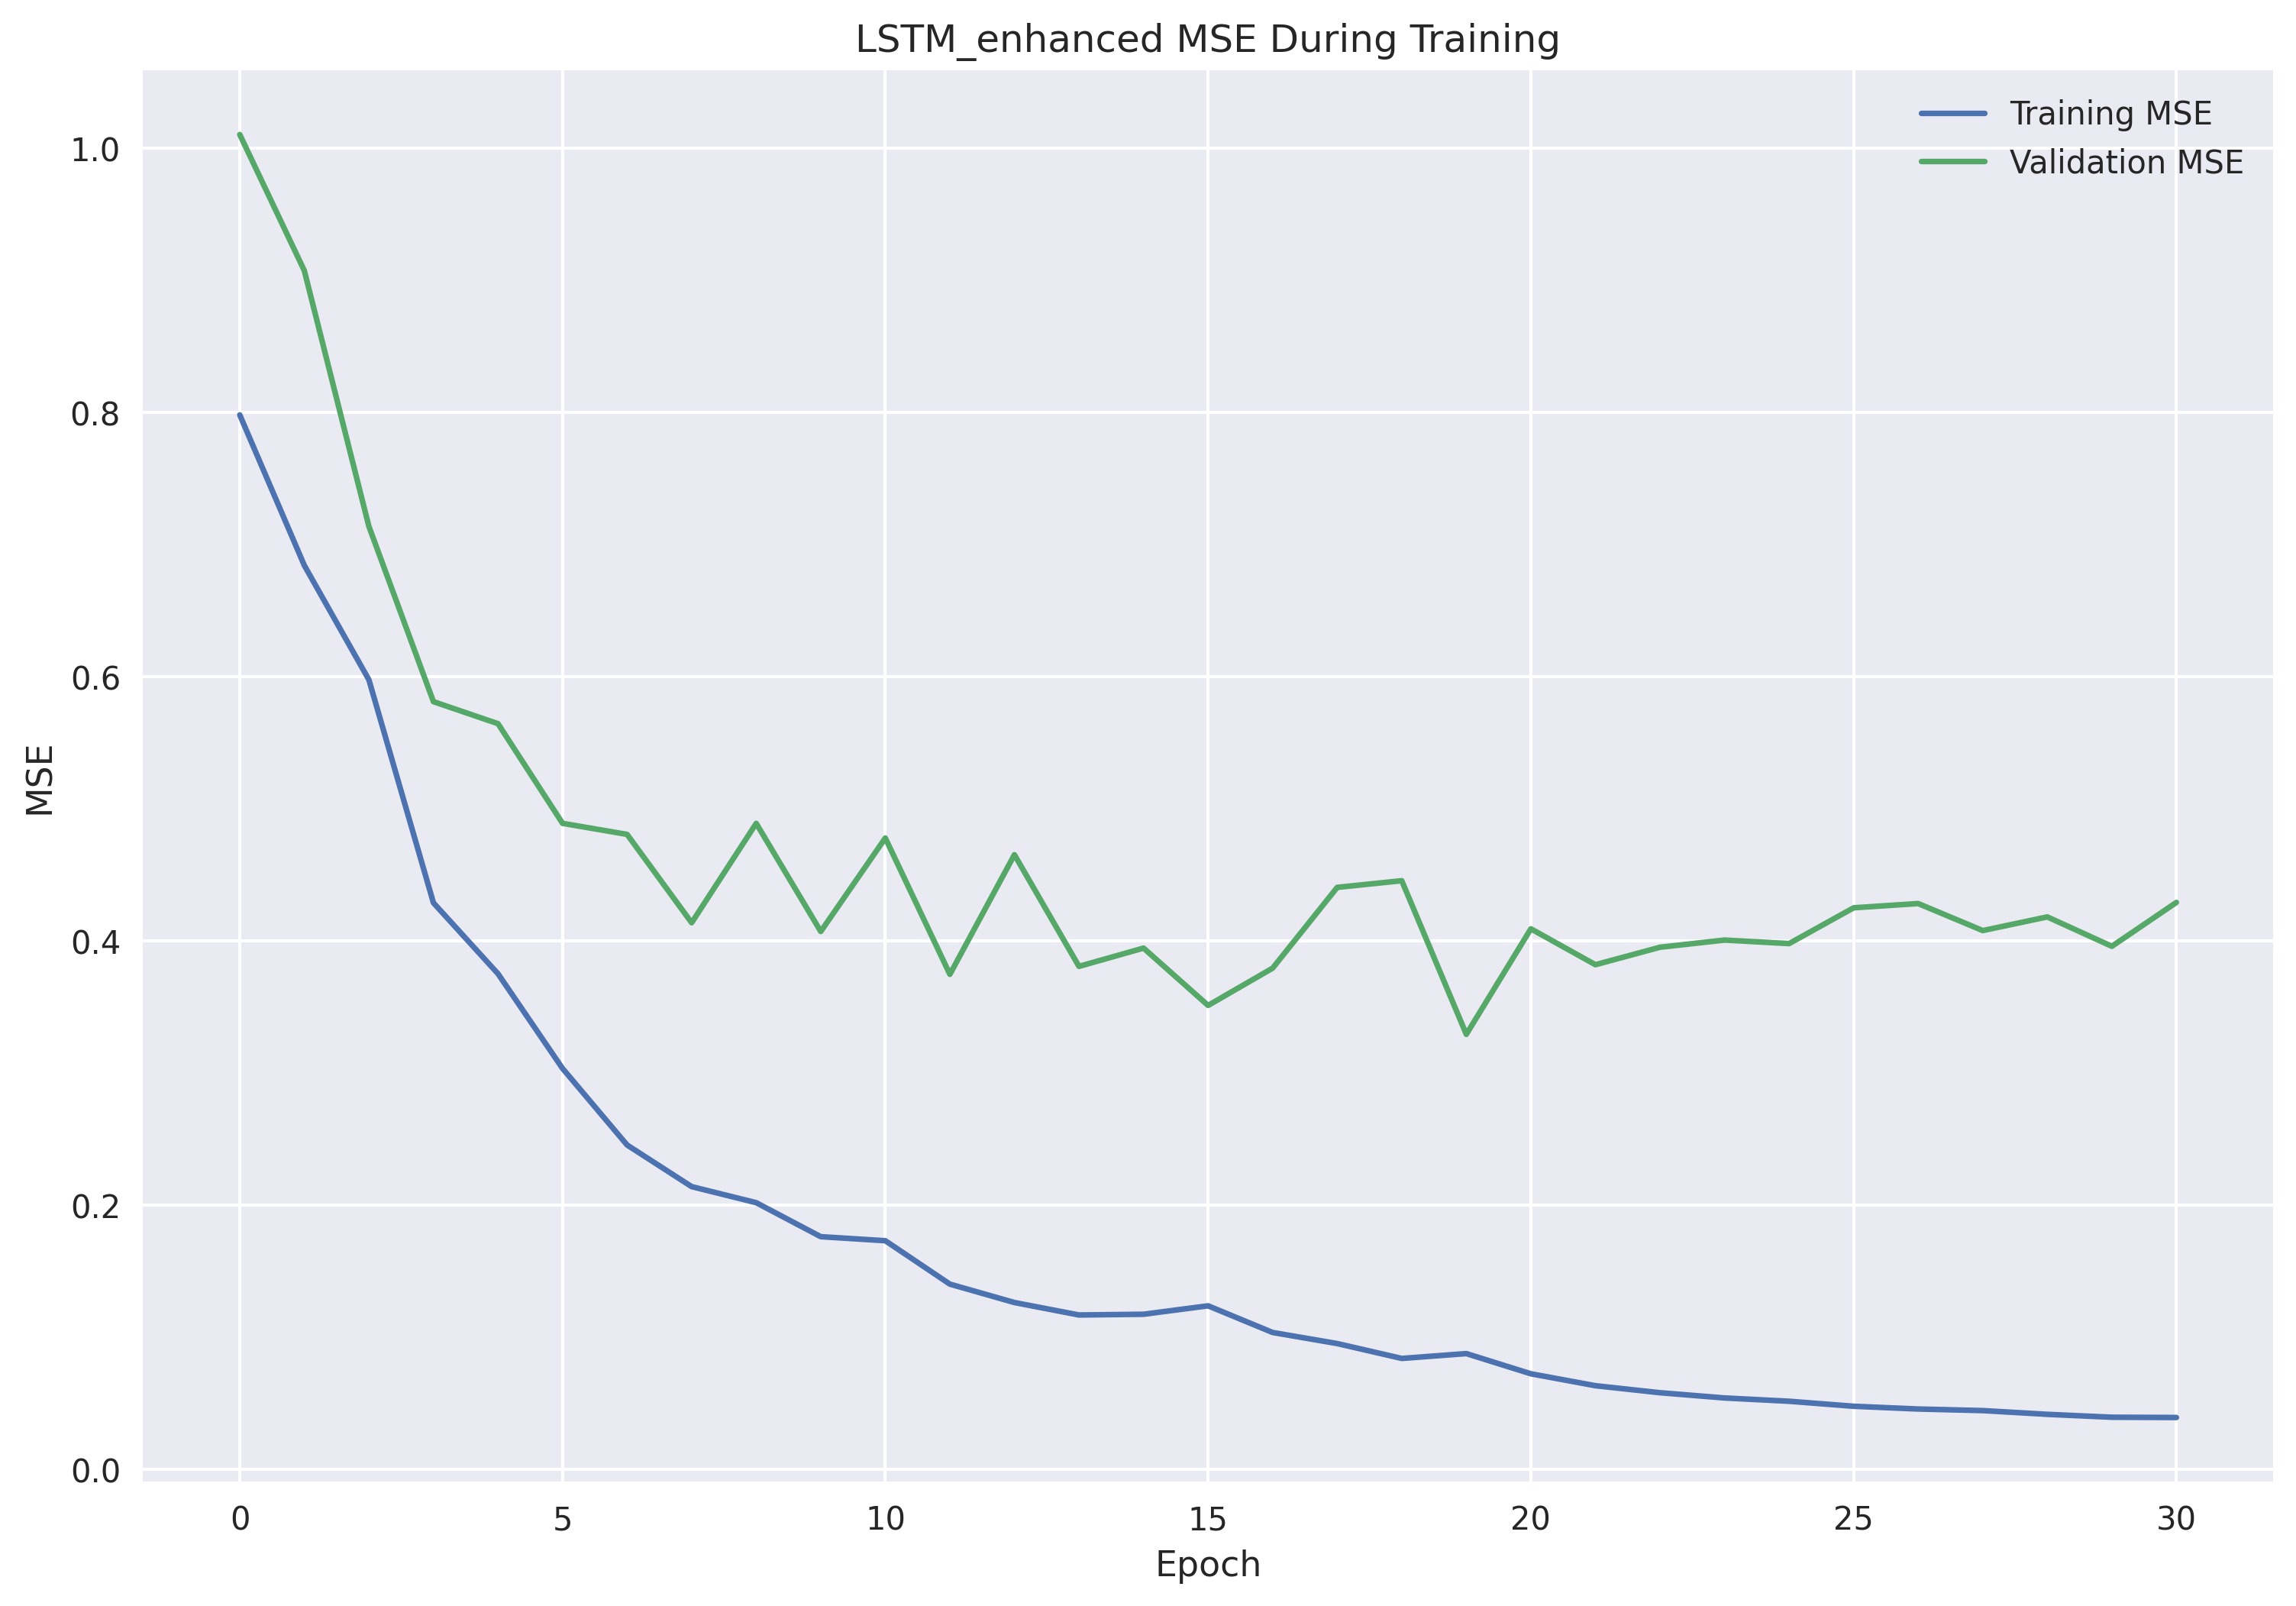 LSTM_enhanced MSE During Training
Training MSE
Validation MSE
MSE
1.0
0.8
0.6
0.4
0.2
0.0
0 5 10 15 20 25 30
Epoch